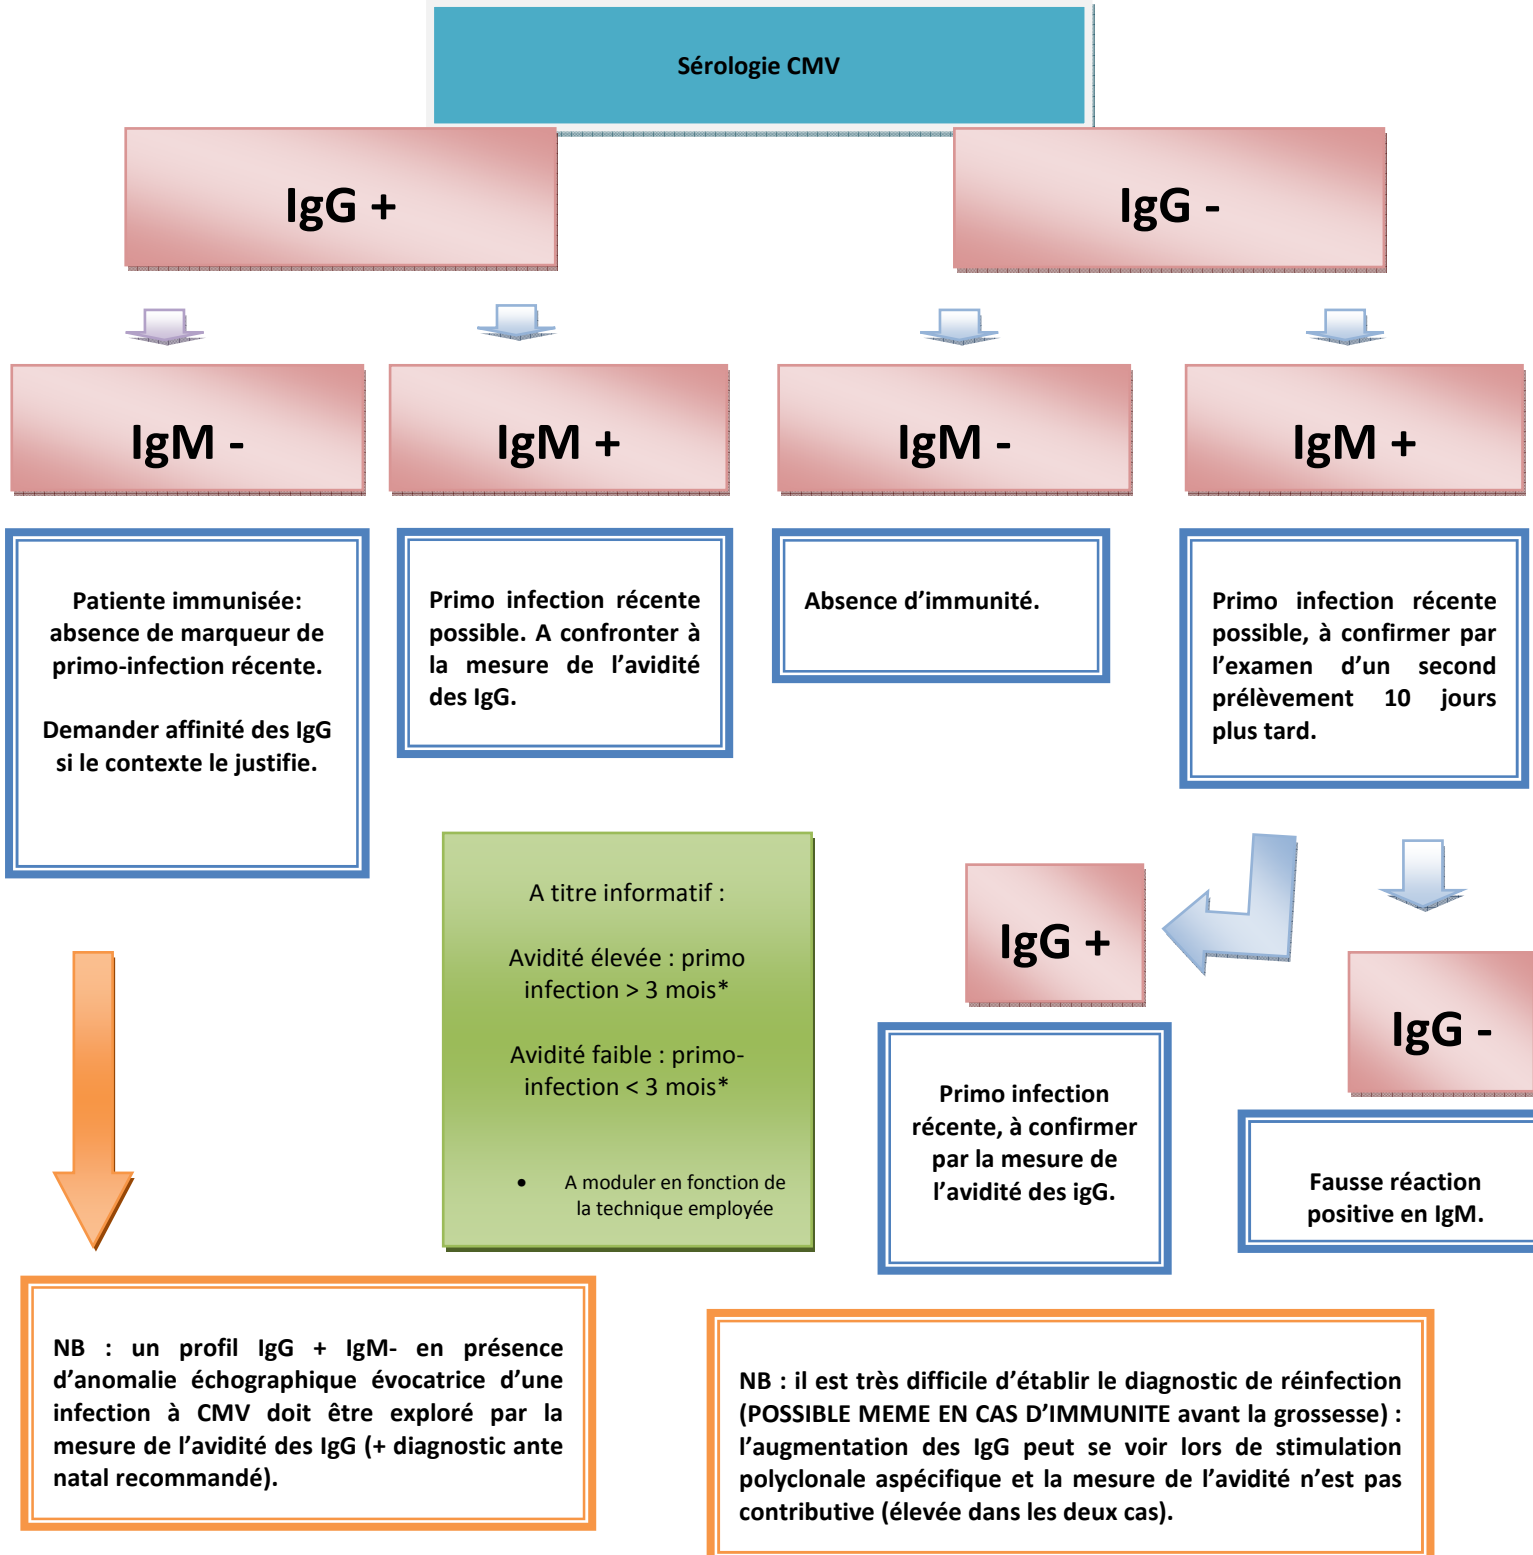 Sérologie CMV
IgG +
IgG -
IgM -
IgM +
IgM -
IgM +
Patiente immunisée:
absence de marqueur de
primo-infection récente.
Demander affinité des IgG
si le contexte le justifie.
Primo infection récente
possible. A confronter à
la mesure de l’avidité
des IgG.
Absence d’immunité.
Primo infection récente
possible, à confirmer par
l’examen d’un second
prélèvement 10 jours
plus tard.
A titre informatif :
Avidité élevée : primo
infection > 3 mois*
Avidité faible : primo-
infection < 3 mois*
• A moduler en fonction de
la technique employée
IgG +
IgG -
Primo infection
récente, à confirmer
par la mesure de
l’avidité des igG.
Fausse réaction
positive en IgM.
NB : un profil IgG + IgM- en présence
d’anomalie échographique évocatrice d’une
infection à CMV doit être exploré par la
mesure de l’avidité des IgG (+ diagnostic ante
natal recommandé).
NB : il est très difficile d’établir le diagnostic de réinfection
(POSSIBLE MEME EN CAS D’IMMUNITE avant la grossesse) :
l’augmentation des IgG peut se voir lors de stimulation
polyclonale aspécifique et la mesure de l’avidité n’est pas
contributive (élevée dans les deux cas).